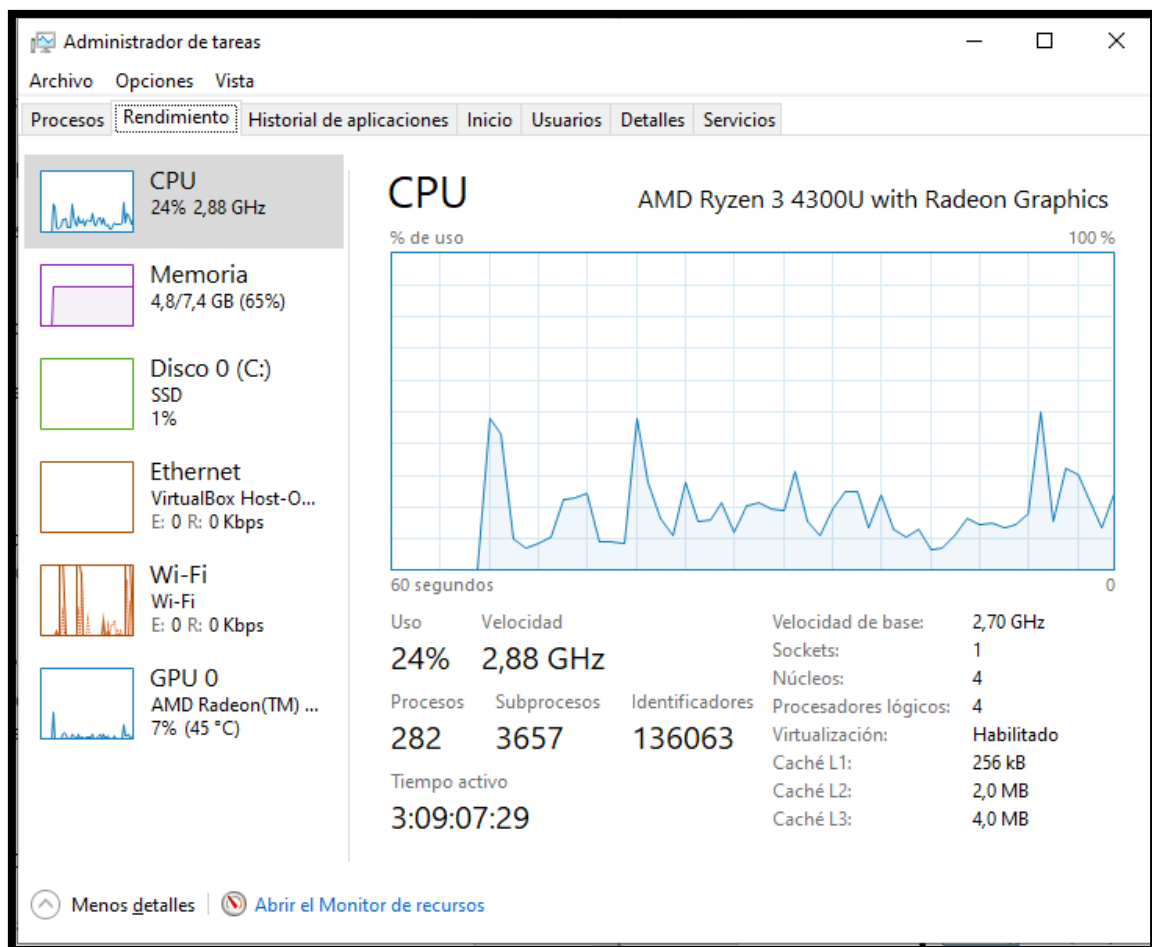 Administrador de tareas
Archivo Opciones Vista
Procesos Rendimiento Historial de aplicaciones Inicio Usuarios Detalles Servicios
CPU
24% 2,88 GHz
Memoria
4,8/7,4 GB (65%)
Disco 0 (C:)
SSD
1%
Ethernet
VirtualBox Host-O...
E: 0 R: 0 Kbps
Wi-Fi
Wi-Fi
E: 0 R: 0 Kbps
GPU 0
AMD Radeon(TM) ...
7% (45 °C)
CPU AMD Ryzen 3 4300U with Radeon Graphics
% de uso 100 %
60 segundos 0
Uso Velocidad
24% 2,88 GHz
Procesos Subprocesos Identificadores
282 3657 136063
Tiempo activo
3:09:07:29
Velocidad de base: 2,70 GHz
Sockets: 1
Núcleos: 4
Procesadores lógicos: 4
Virtualización: Habilitado
Caché L1: 256 kB
Caché L2: 2,0 MB
Caché L3: 4,0 MB
Menos detalles Abrir el Monitor de recursos